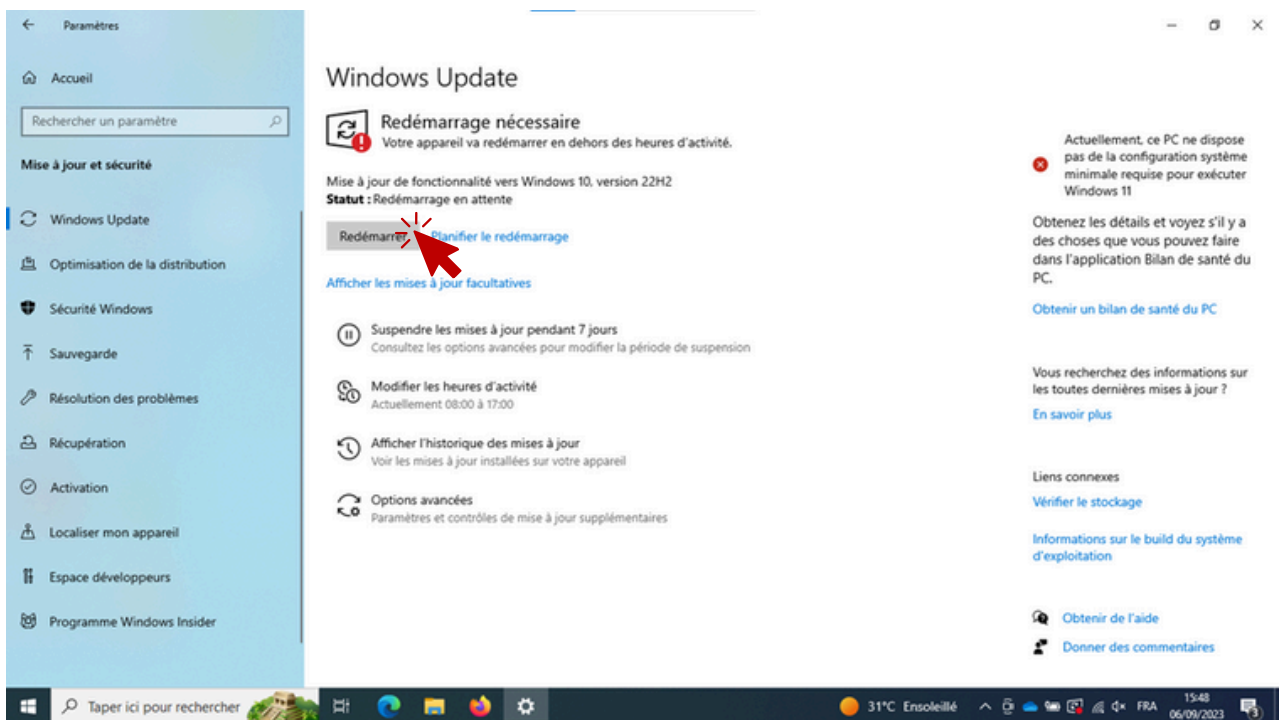 Paramètres
Accueil
Rechercher un paramètre
Mise à jour et sécurité
Windows Update
Optimisation de la distribution
Sécurité Windows
Sauvegarde
Résolution des problèmes
Récupération
Activation
Localiser mon appareil
Espace développeurs
Programme Windows Insider
Windows Update
Redémarrage nécessaire
Votre appareil va redémarrer en dehors des heures d'activité.
Mise à jour de fonctionnalité vers Windows 10, version 22H2
Statut : Redémarrage en attente
Redémarrer
Planifier le redémarrage
Afficher les mises à jour facultatives
Suspendre les mises à jour pendant 7 jours
Consultez les options avancées pour modifier la période de suspension
Modifier les heures d'activité
Actuellement 08:00 à 17:00
Afficher l'historique des mises à jour
Voir les mises à jour installées sur votre appareil
Options avancées
Paramètres et contrôles de mise à jour supplémentaires
Actuellement, ce PC ne dispose
pas de la configuration système
minimale requise pour exécuter
Windows 11
Obtenez les détails et voyez s'il y a
des choses que vous pouvez faire
dans l'application Bilan de santé du
PC.
Obtenir un bilan de santé du PC
Vous recherchez des informations sur
les toutes dernières mises à jour ?
En savoir plus
Liens connexes
Vérifier le stockage
Informations sur le build du système
d'exploitation
Obtenir de l'aide
Donner des commentaires
Taper ici pour rechercher
31°C Ensoleillé
FRA
15:48
06/09/2023
3